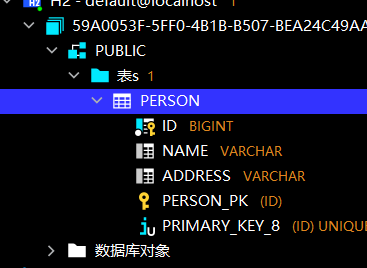 H2 - default@localhost 1
59A0053F-5FF0-4B1B-B507-BEA24C49AA
PUBLIC
表s 1
PERSON
ID BIGINT
NAME VARCHAR
ADDRESS VARCHAR
PERSON_PK (ID)
PRIMARY_KEY_8 (ID) UNIQUE
数据库对象